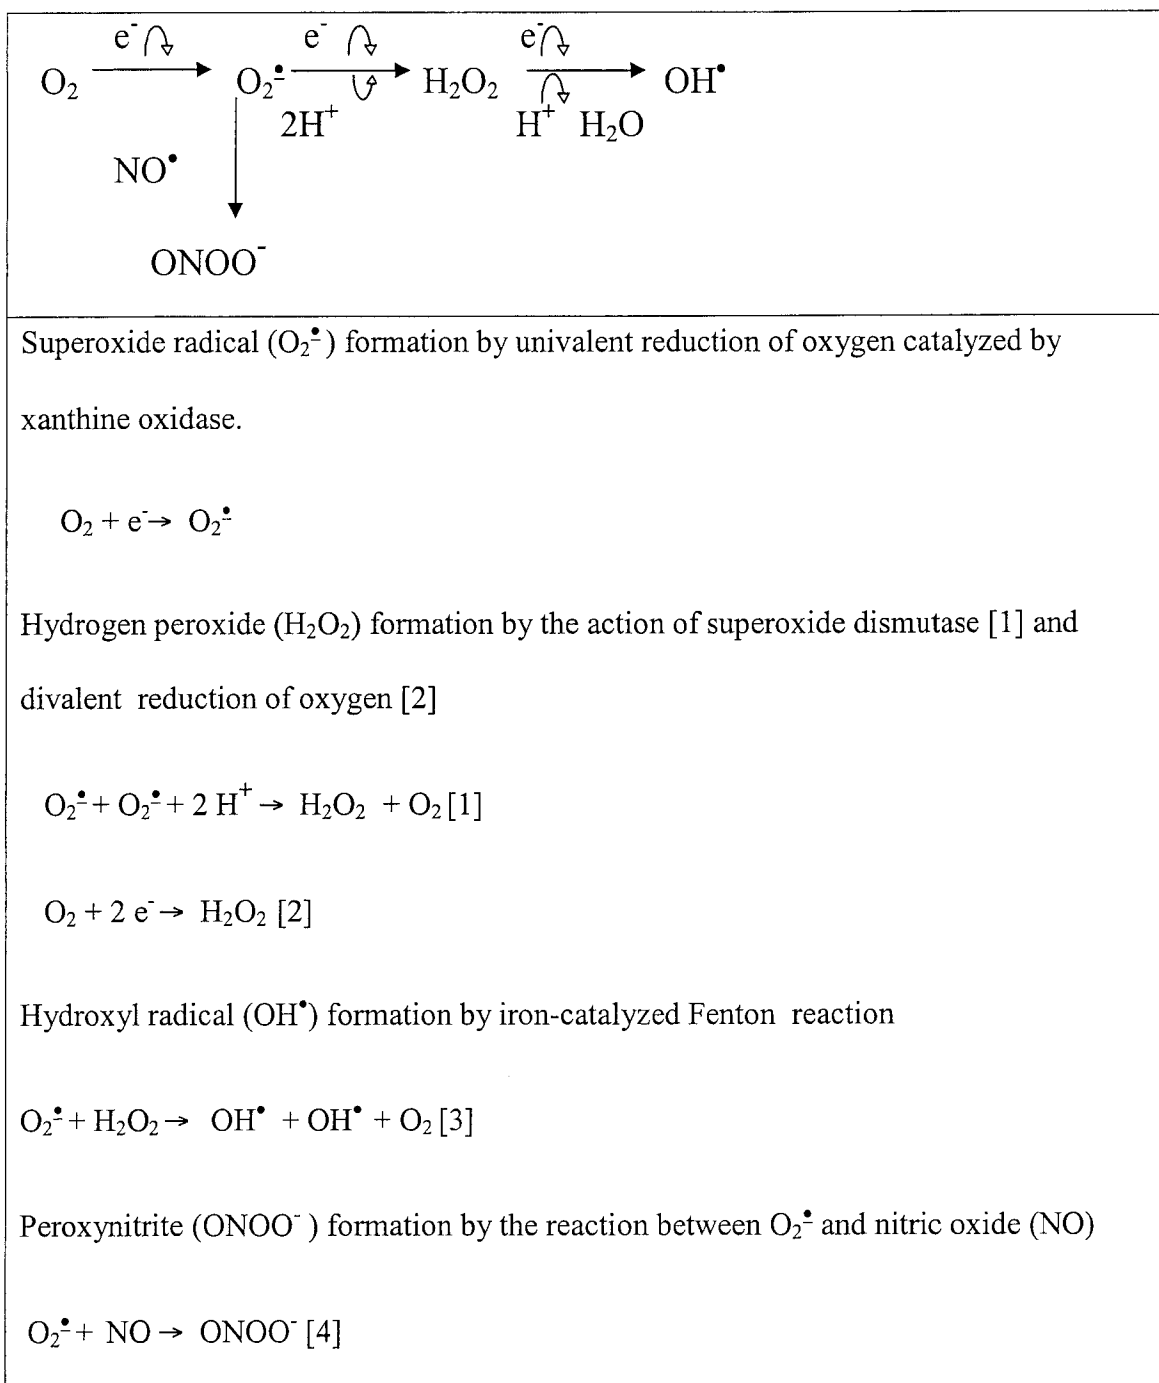 e⁻ e⁻ e⁻
O₂ O₂•⁻ H₂O₂ OH•
2H⁺ H⁺ H₂O
NO•
ONOO⁻
Superoxide radical (O₂•⁻) formation by univalent reduction of oxygen catalyzed by
xanthine oxidase.
O₂ + e⁻→ O₂•⁻
Hydrogen peroxide (H₂O₂) formation by the action of superoxide dismutase [1] and
divalent reduction of oxygen [2]
O₂•⁻ + O₂•⁻ + 2 H⁺ → H₂O₂ + O₂ [1]
O₂ + 2 e⁻→ H₂O₂ [2]
Hydroxyl radical (OH•) formation by iron-catalyzed Fenton reaction
O₂•⁻ + H₂O₂ → OH• + OH• + O₂ [3]
Peroxynitrite (ONOO⁻ ) formation by the reaction between O₂•⁻ and nitric oxide (NO)
O₂•⁻ + NO → ONOO⁻ [4]